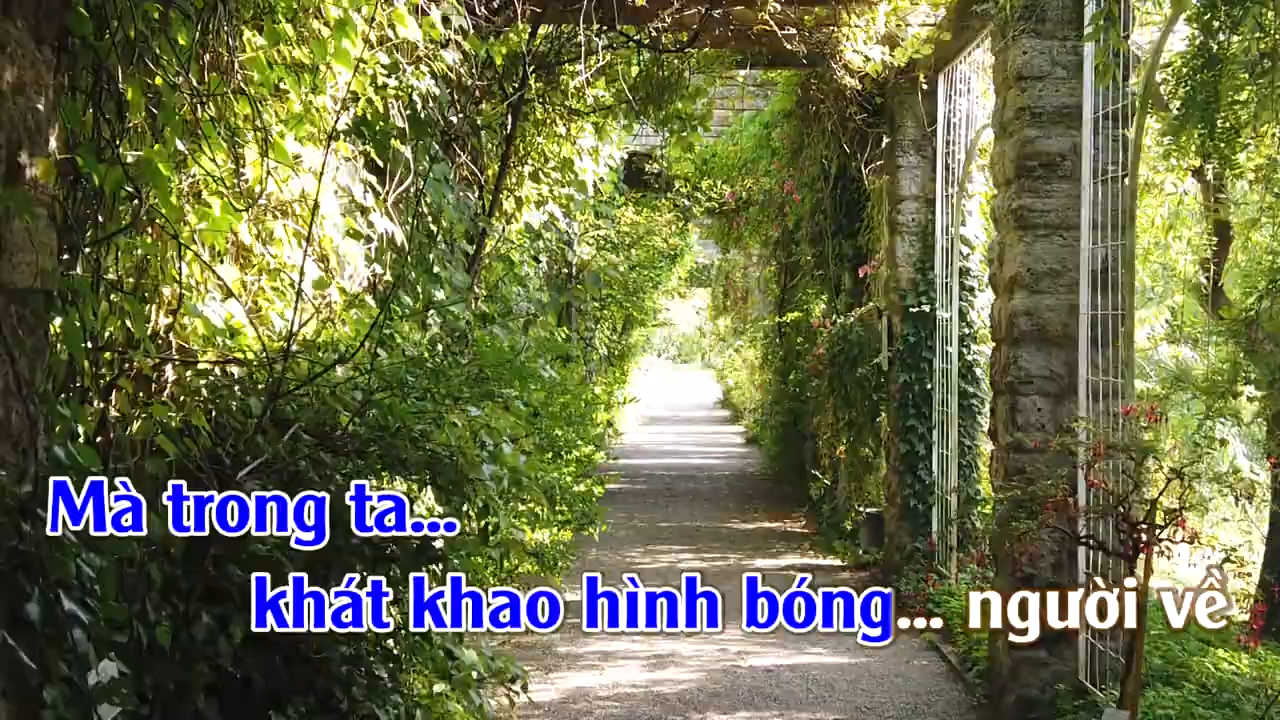 Mà trong ta...
khát khao hình bóng... người về